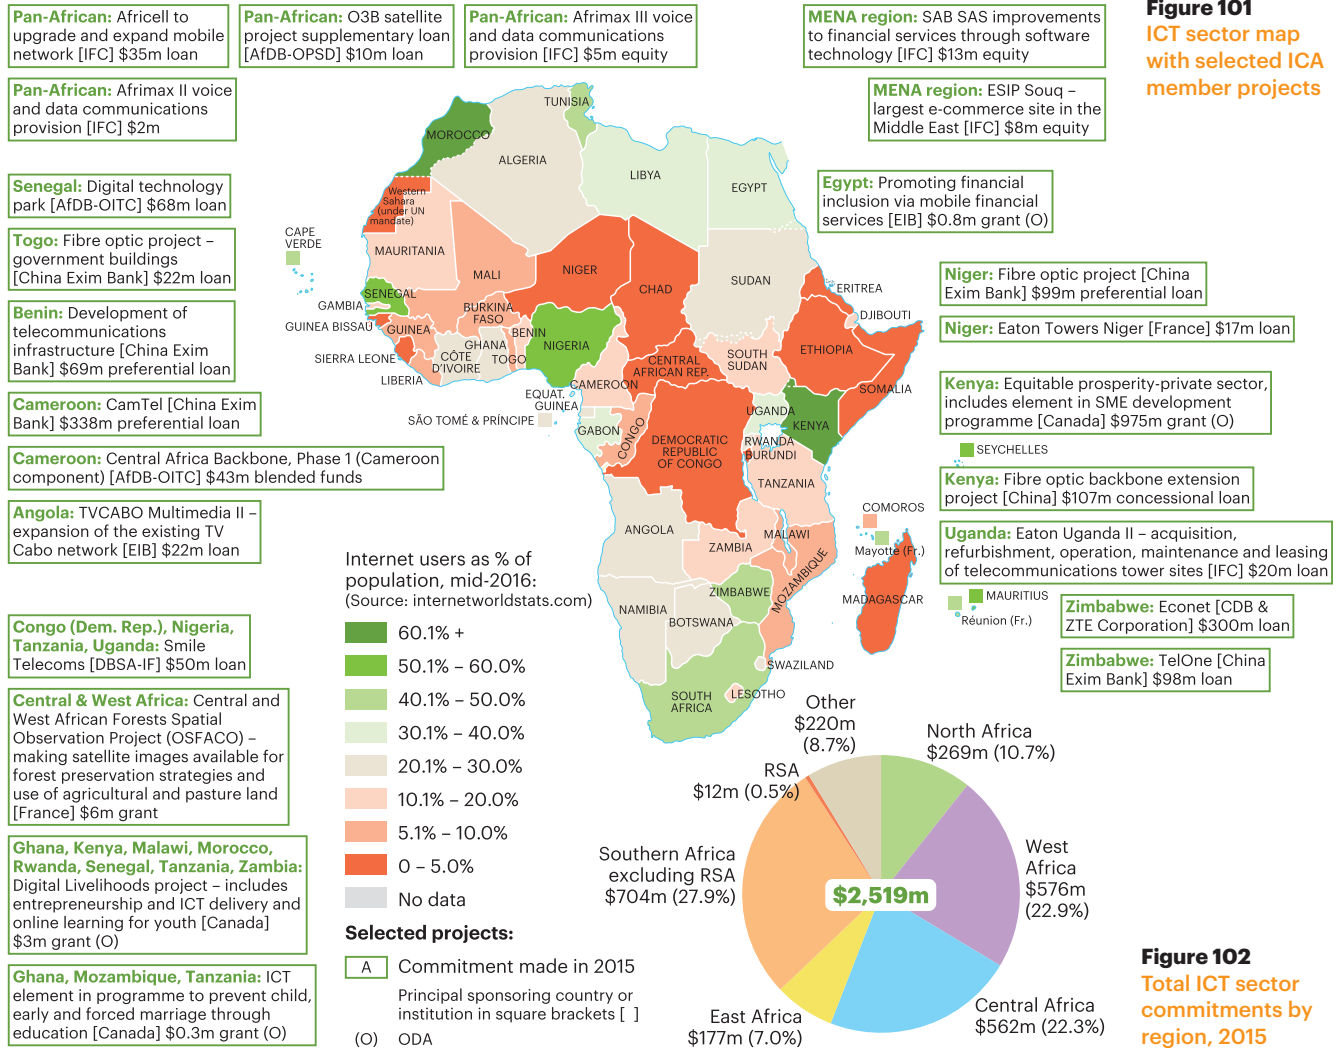 Pan-African: Africell to
upgrade and expand mobile
network [IFC] $35m loan
Pan-African: O3B satellite
project supplementary loan
[AfDB-OPSD] $10m loan
Pan-African: Afrimax III voice
and data communications
provision [IFC] $5m equity
MENA region: SAB SAS improvements
to financial services through software
technology [IFC] $13m equity
Figure 101
ICT sector map
with selected ICA
member projects
Pan-African: Afrimax II voice
and data communications
provision [IFC] $2m
MENA region: ESIP Souq –
largest e-commerce site in the
Middle East [IFC] $8m equity
Senegal: Digital technology
park [AfDB-OITC] $68m loan
Egypt: Promoting financial
inclusion via mobile financial
services [EIB] $0.8m grant (O)
Togo: Fibre optic project –
government buildings
[China Exim Bank] $22m loan
Niger: Fibre optic project [China
Exim Bank] $99m preferential loan
Benin: Development of
telecommunications
infrastructure [China Exim
Bank] $69m preferential loan
Niger: Eaton Towers Niger [France] $17m loan
Kenya: Equitable prosperity-private sector,
includes element in SME development
programme [Canada] $975m grant (O)
Cameroon: CamTel [China Exim
Bank] $338m preferential loan
Cameroon: Central Africa Backbone, Phase 1 (Cameroon
component) [AfDB-OITC] $43m blended funds
Kenya: Fibre optic backbone extension
project [China] $107m concessional loan
Angola: TVCABO Multimedia II –
expansion of the existing TV
Cabo network [EIB] $22m loan
Uganda: Eaton Uganda II – acquisition,
refurbishment, operation, maintenance and leasing
of telecommunications tower sites [IFC] $20m loan
Zimbabwe: Econet [CDB &
ZTE Corporation] $300m loan
Zimbabwe: TelOne [China
Exim Bank] $98m loan
Congo (Dem. Rep.), Nigeria,
Tanzania, Uganda: Smile
Telecoms [DBSA-IF] $50m loan
Central & West Africa: Central and
West African Forests Spatial
Observation Project (OSFACO) –
making satellite images available for
forest preservation strategies and
use of agricultural and pasture land
[France] $6m grant
Ghana, Kenya, Malawi, Morocco,
Rwanda, Senegal, Tanzania, Zambia:
Digital Livelihoods project – includes
entrepreneurship and ICT delivery and
online learning for youth [Canada]
$3m grant (O)
Ghana, Mozambique, Tanzania: ICT
element in programme to prevent child,
early and forced marriage through
education [Canada] $0.3m grant (O)
TUNISIA
MOROCCO
ALGERIA
LIBYA
EGYPT
Western
Sahara
(under UN
mandate)
CAPE
VERDE
MAURITANIA
MALI
NIGER
CHAD
SUDAN
ERITREA
DJIBOUTI
SENEGAL
GAMBIA
GUINEA BISSAU
GUINEA
BURKINA
FASO
BENIN
GHANA
TOGO
CÔTE
D'IVOIRE
SIERRA LEONE
LIBERIA
NIGERIA
CAMEROON
CENTRAL
AFRICAN REP.
SOUTH
SUDAN
ETHIOPIA
SOMALIA
EQUAT.
GUINEA
SÃO TOMÉ & PRÍNCIPE
GABON
CONGO
DEMOCRATIC
REPUBLIC
OF CONGO
UGANDA
KENYA
RWANDA
BURUNDI
TANZANIA
SEYCHELLES
COMOROS
Mayotte (Fr.)
ANGOLA
ZAMBIA
MALAWI
MOZAMBIQUE
ZIMBABWE
MADAGASCAR
MAURITIUS
Réunion (Fr.)
NAMIBIA
BOTSWANA
SWAZILAND
LESOTHO
SOUTH
AFRICA
Internet users as % of
population, mid-2016:
(Source: internetworldstats.com)
60.1% +
50.1% – 60.0%
40.1% – 50.0%
30.1% – 40.0%
20.1% – 30.0%
10.1% – 20.0%
5.1% – 10.0%
0 – 5.0%
No data
Selected projects:
A Commitment made in 2015
Principal sponsoring country or
institution in square brackets [ ]
(O) ODA
Other
$220m
(8.7%)
North Africa
$269m (10.7%)
RSA
$12m (0.5%)
West
Africa
$576m
(22.9%)
Southern Africa
excluding RSA
$704m (27.9%)
$2,519m
Central Africa
$562m (22.3%)
East Africa
$177m (7.0%)
Figure 102
Total ICT sector
commitments by
region, 2015